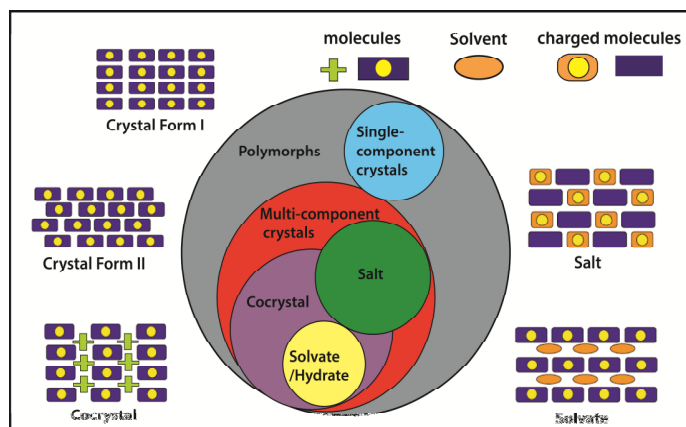 molecules
Solvent
charged molecules
Crystal Form I
Single-
component
crystals
Polymorphs
Multi-component
crystals
Crystal Form II
Salt
Salt
Cocrystal
Solvate
/Hydrate
Cocrystal
Solvate